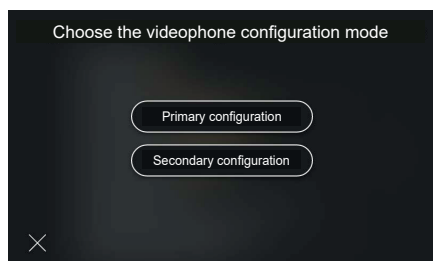 Choose the videophone configuration mode
Primary configuration
Secondary configuration